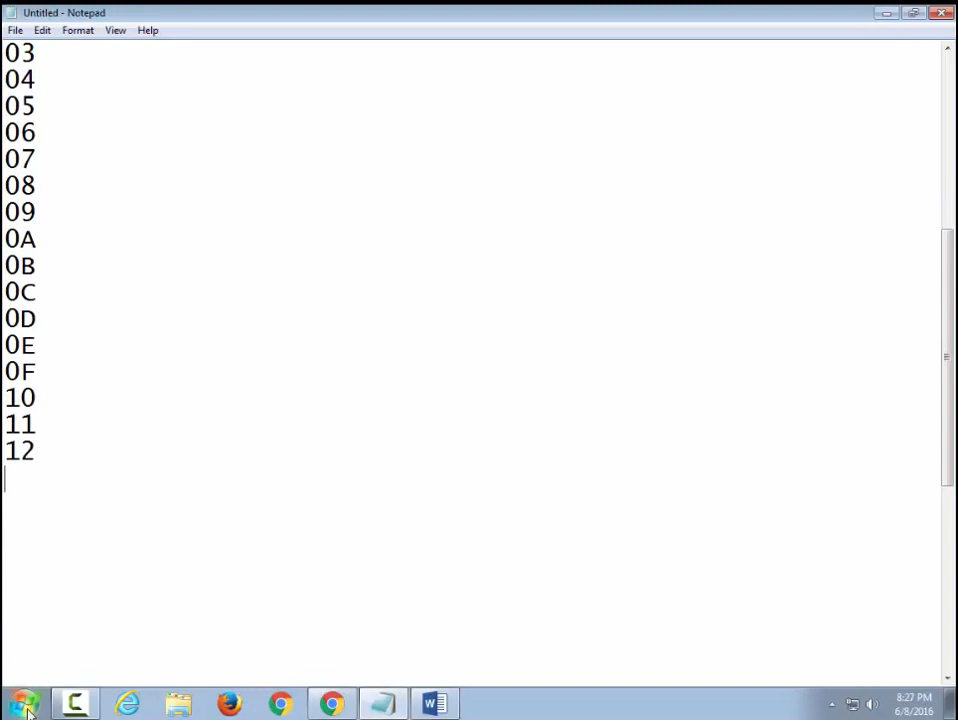 Untitled - Notepad
File Edit Format View Help
03
04
05
06
07
08
09
0A
0B
0C
0D
0E
0F
10
11
12
8:27 PM
6/8/2016